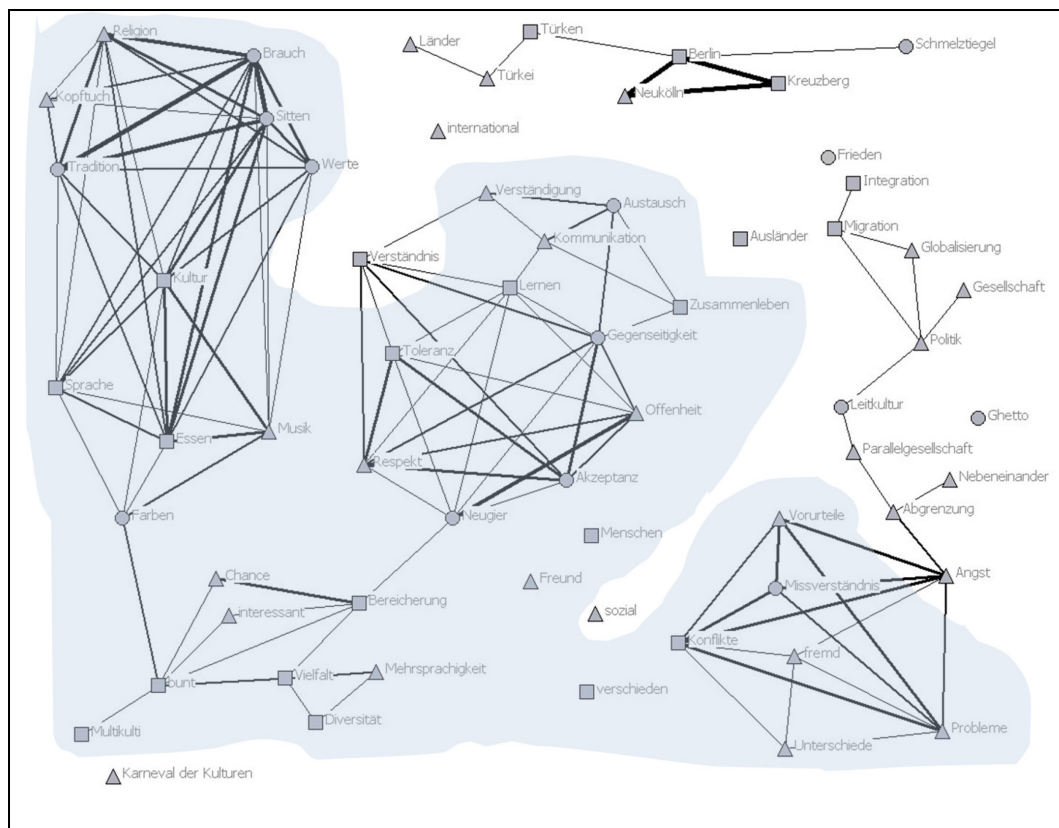 Religion
Brauch
Kopftuch
Sitten
Tradition
Werte
Kultur
Sprache
Essen
Musik
Farben
Länder
Türken
Türkei
Berlin
Schmelztiegel
Neukölln
Kreuzberg
international
Frieden
Integration
Migration
Ausländer
Globalisierung
Gesellschaft
Politik
Leitkultur
Ghetto
Parallelgesellschaft
Nebeneinander
Abgrenzung
Verständigung
Austausch
Kommunikation
Verständnis
Lernen
Zusammenleben
Gegenseitigkeit
Toleranz
Offenheit
Respekt
Akzeptanz
Neugier
Menschen
Freund
sozial
Chance
interessant
Bereicherung
bunt
Vielfalt
Mehrsprachigkeit
Diversität
Multikulti
verschieden
Karneval der Kulturen
Vorurteile
Angst
Missverständnis
Konflikte
fremd
Probleme
Unterschiede